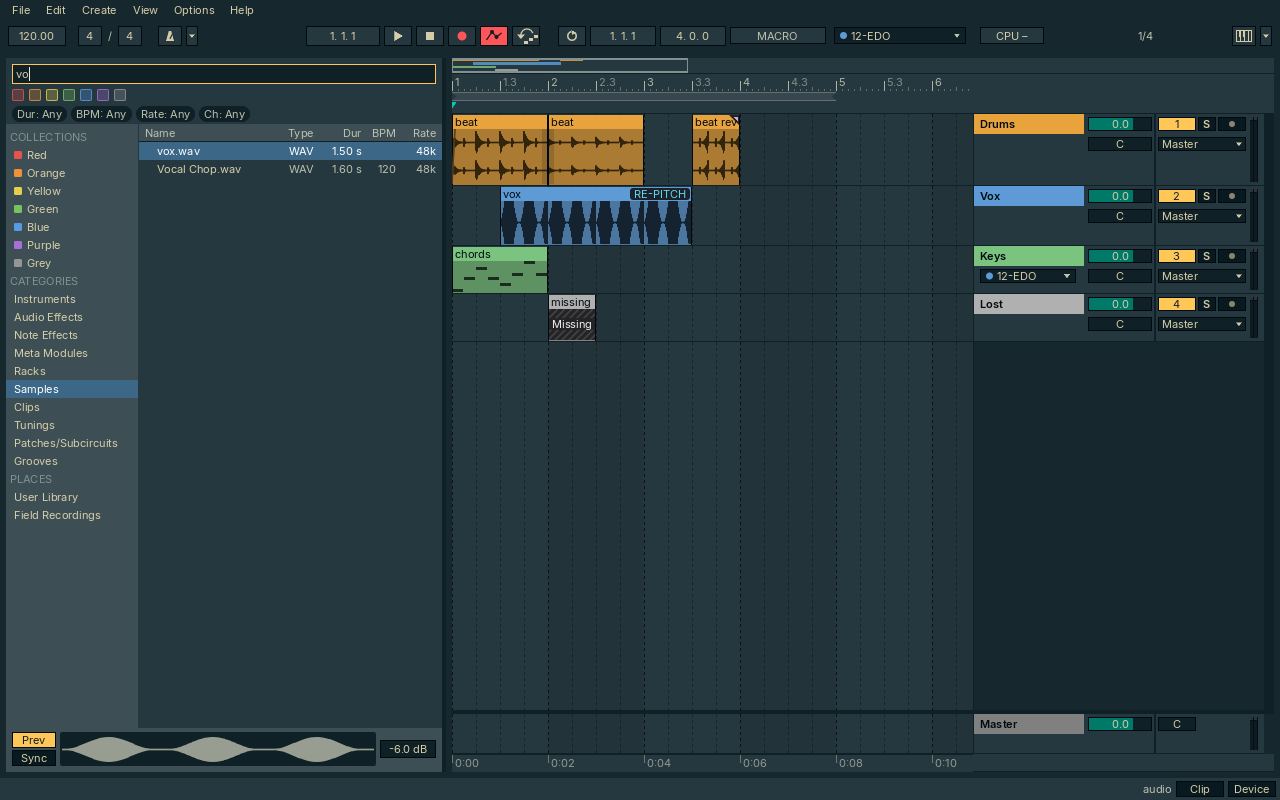 File Edit Create View Options Help
120.00 4 / 4 1. 1. 1 1. 1. 1 4. 0. 0 MACRO 12-EDO CPU – 1/4
vo
Dur: Any BPM: Any Rate: Any Ch: Any
COLLECTIONS
Red
Orange
Yellow
Green
Blue
Purple
Grey
CATEGORIES
Instruments
Audio Effects
Note Effects
Meta Modules
Racks
Samples
Clips
Tunings
Patches/Subcircuits
Grooves
PLACES
User Library
Field Recordings
Name Type Dur BPM Rate
vox.wav WAV 1.50 s 48k
Vocal Chop.wav WAV 1.60 s 120 48k
Prev
Sync
-6.0 dB
1 1.3 2 2.3 3 3.3 4 4.3 5 5.3 6
beat beat beat rev
vox RE-PITCH
chords
missing
Missing
Drums 0.0 1 S
C Master
Vox 0.0 2 S
C Master
Keys 0.0 3 S
12-EDO C Master
Lost 0.0 4 S
C Master
Master 0.0 C
0:00 0:02 0:04 0:06 0:08 0:10
audio Clip Device